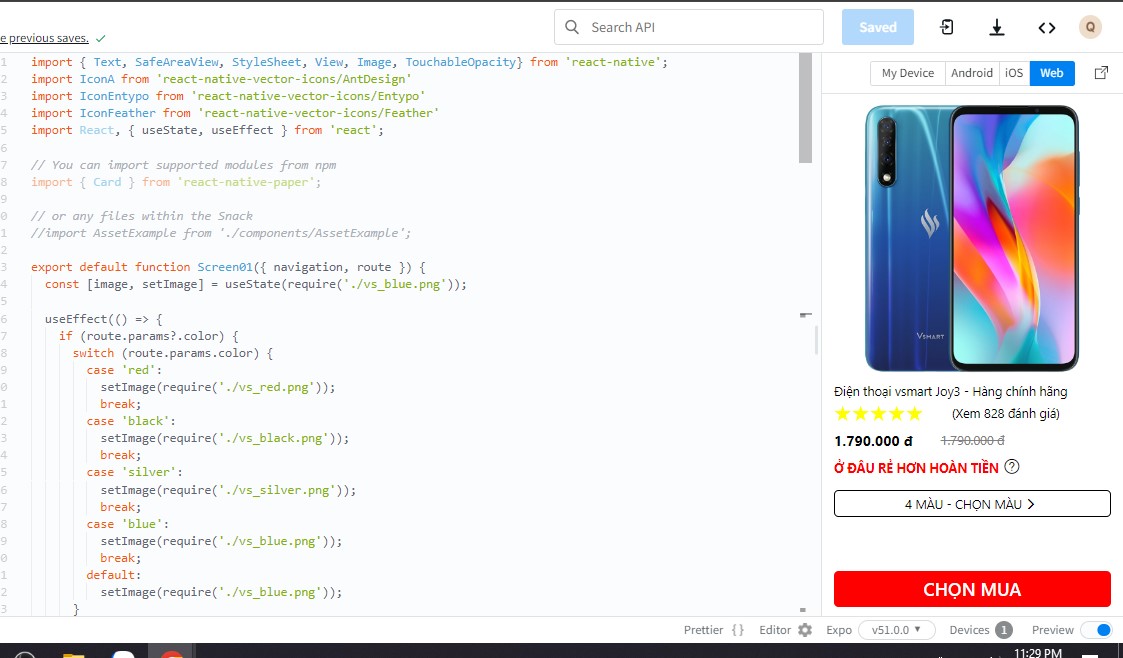 Search API
Saved
Q
e previous saves.
My Device
Android
iOS
Web
1 import { Text, SafeAreaView, StyleSheet, View, Image, TouchableOpacity} from 'react-native';
2 import IconA from 'react-native-vector-icons/AntDesign'
3 import IconEntypo from 'react-native-vector-icons/Entypo'
4 import IconFeather from 'react-native-vector-icons/Feather'
5 import React, { useState, useEffect } from 'react';
6
7 // You can import supported modules from npm
8 import { Card } from 'react-native-paper';
9
0 // or any files within the Snack
1 //import AssetExample from './components/AssetExample';
2
3 export default function Screen01({ navigation, route }) {
4 const [image, setImage] = useState(require('./vs_blue.png'));
5
6 useEffect(() => {
7 if (route.params?.color) {
8 switch (route.params.color) {
9 case 'red':
0 setImage(require('./vs_red.png'));
1 break;
2 case 'black':
3 setImage(require('./vs_black.png'));
4 break;
5 case 'silver':
6 setImage(require('./vs_silver.png'));
7 break;
8 case 'blue':
9 setImage(require('./vs_blue.png'));
0 break;
1 default:
2 setImage(require('./vs_blue.png'));
3 }
VSMART
Điện thoại vsmart Joy3 - Hàng chính hãng
(Xem 828 đánh giá)
1.790.000 đ 1.790.000 đ
Ở ĐÂU RẺ HƠN HOÀN TIỀN ?
4 MÀU - CHỌN MÀU
CHỌN MUA
Prettier {} Editor Expo v51.0.0 Devices 1 Preview
11:29 PM